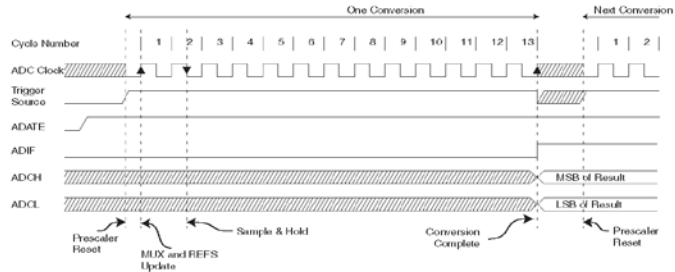 One Conversion Next Conversion
Cycle Number 1 2 3 4 5 6 7 8 9 10 11 12 13 1 2
ADC Clock
Trigger
Source
ADATE
ADIF
ADCH MSB of Result
ADCL LSB of Result
Prescaler
Reset
MUX and REFS
Update
Sample & Hold
Conversion
Complete
Prescaler
Reset